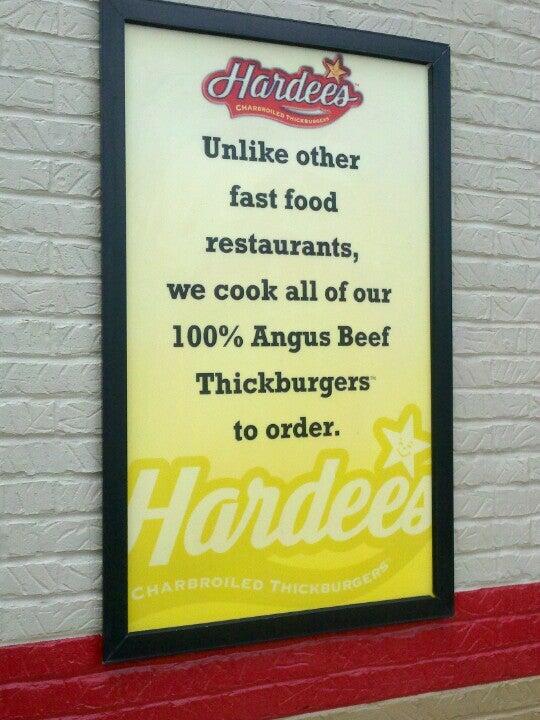 Hardee's
CHARBROILED THICKBURGERS
Unlike other
fast food
restaurants,
we cook all of our
100% Angus Beef
Thickburgers™
to order.
Hardee's
CHARBROILED THICKBURGERS